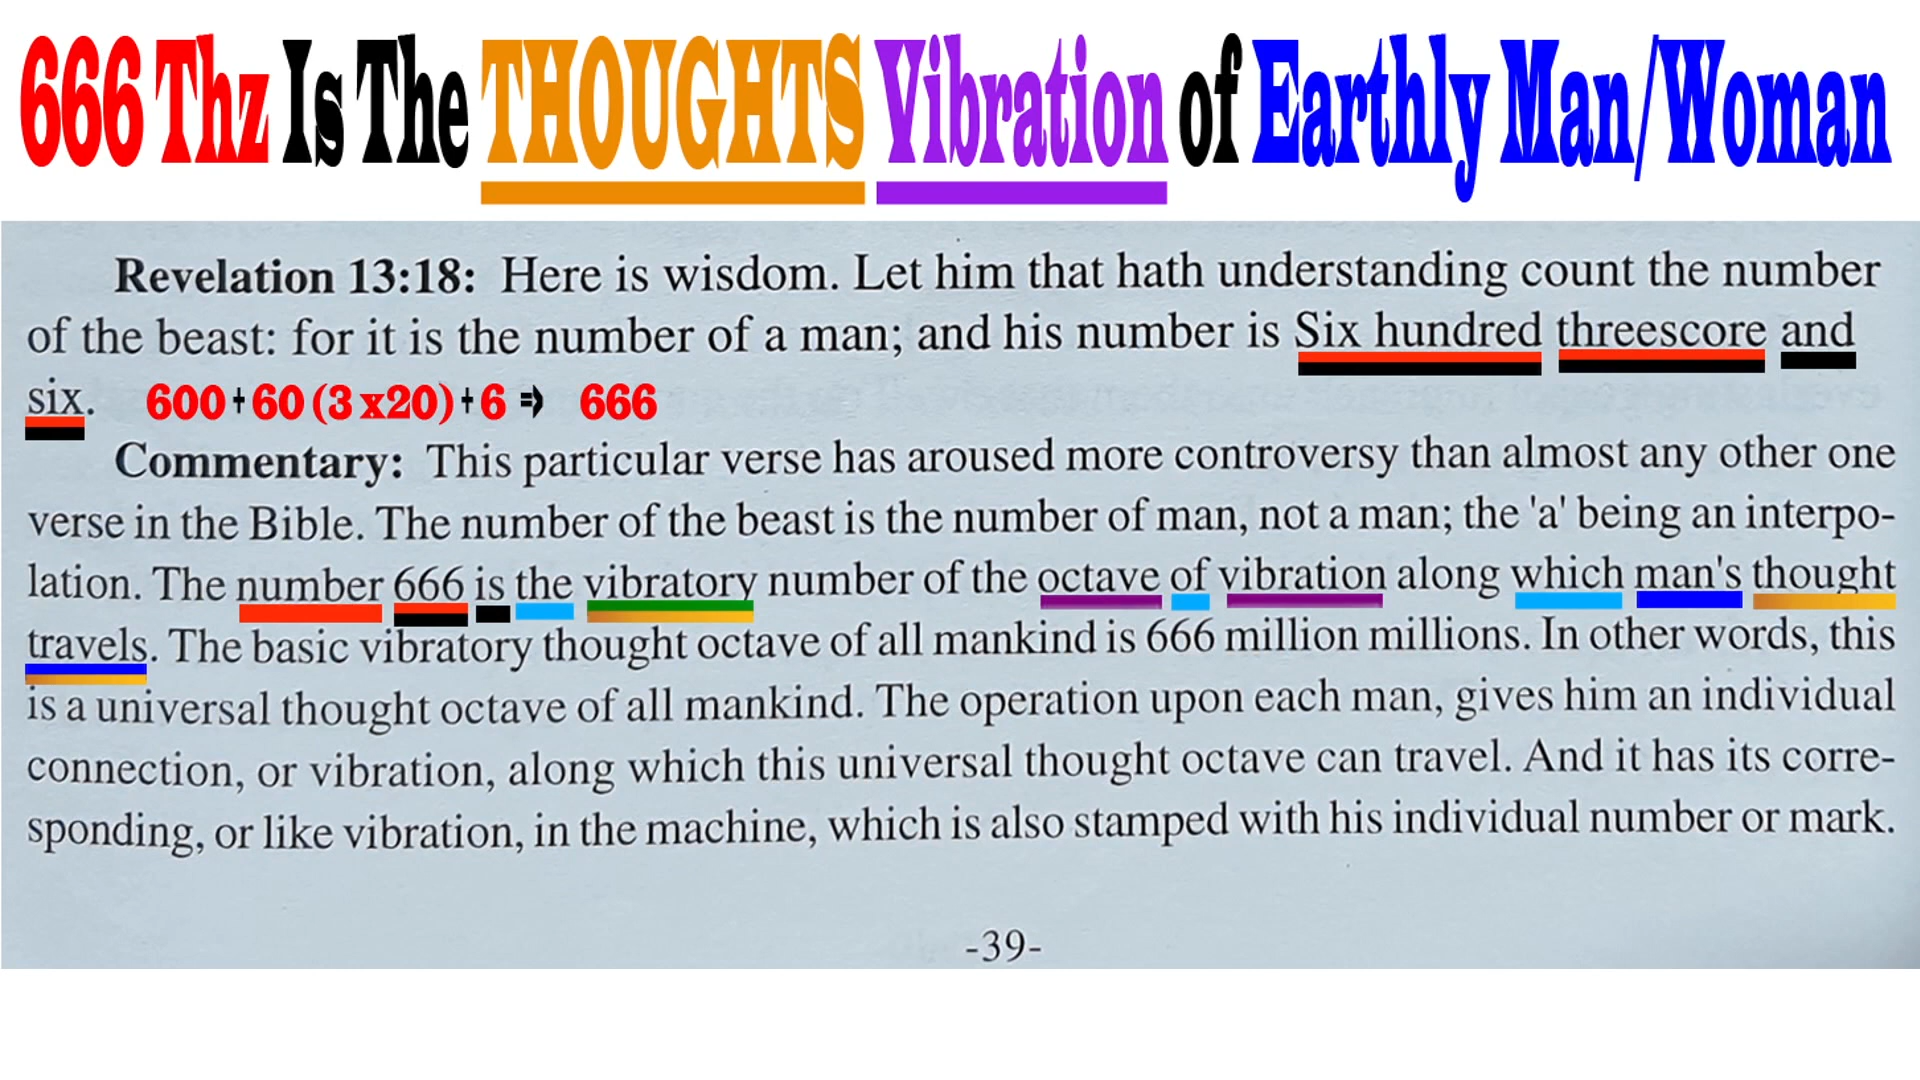 666 Thz Is The THOUGHTS Vibration of Earthly Man/Woman
Revelation 13:18: Here is wisdom. Let him that hath understanding count the number
of the beast: for it is the number of a man; and his number is Six hundred threescore and
six. 600+60(3x20)+6 ⇒ 666
Commentary: This particular verse has aroused more controversy than almost any other one
verse in the Bible. The number of the beast is the number of man, not a man; the 'a' being an interpo-
lation. The number 666 is the vibratory number of the octave of vibration along which man's thought
travels. The basic vibratory thought octave of all mankind is 666 million millions. In other words, this
is a universal thought octave of all mankind. The operation upon each man, gives him an individual
connection, or vibration, along which this universal thought octave can travel. And it has its corre-
sponding, or like vibration, in the machine, which is also stamped with his individual number or mark.
-39-